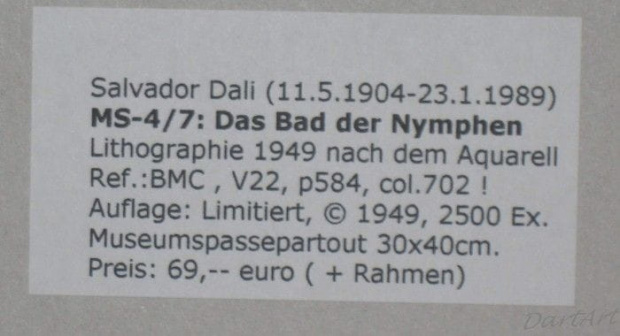 Salvador Dali (11.5.1904-23.1.1989)
MS-4/7: Das Bad der Nymphen
Lithographie 1949 nach dem Aquarell
Ref.:BMC , V22, p584, col.702 !
Auflage: Limitiert, © 1949, 2500 Ex.
Museumspassepartout 30x40cm.
Preis: 69,-- euro ( + Rahmen)
DartArt